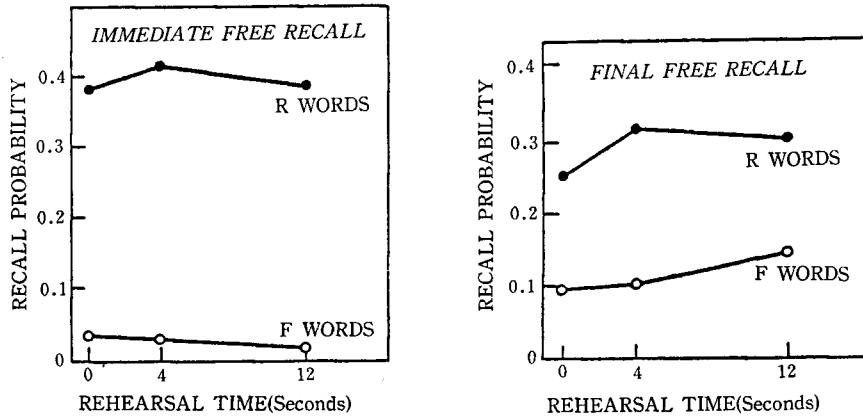 IMMEDIATE FREE RECALL
RECALL PROBABILITY
0.4
0.3
0.2
0.1
0
R WORDS
F WORDS
0 4 12
REHEARSAL TIME(Seconds)
FINAL FREE RECALL
RECALL PROBABILITY
0.4
0.3
0.2
0.1
0
R WORDS
F WORDS
0 4 12
REHEARSAL TIME(Seconds)